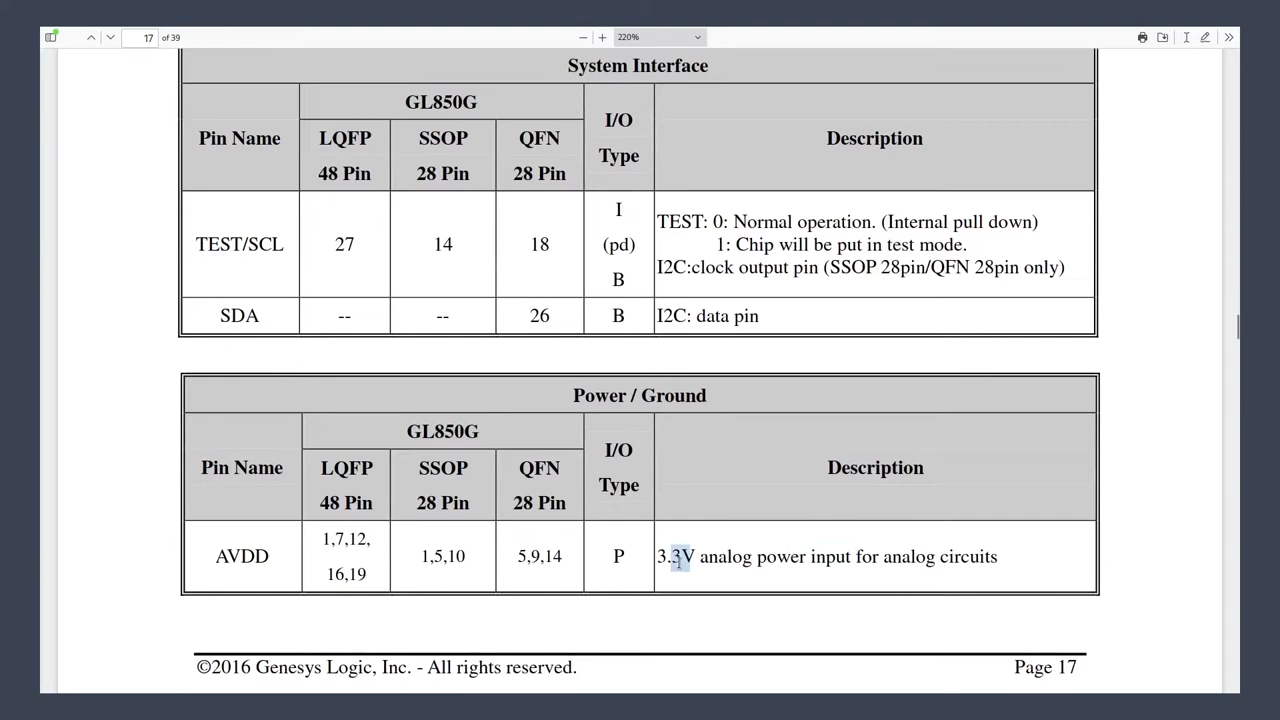 17 of 39
220%
System Interface
Pin Name
GL850G
LQFP
48 Pin
SSOP
28 Pin
QFN
28 Pin
I/O
Type
Description
TEST/SCL
27
14
18
I
(pd)
B
TEST: 0: Normal operation. (Internal pull down)
1: Chip will be put in test mode.
I2C:clock output pin (SSOP 28pin/QFN 28pin only)
SDA
--
--
26
B
I2C: data pin
Power / Ground
Pin Name
GL850G
LQFP
48 Pin
SSOP
28 Pin
QFN
28 Pin
I/O
Type
Description
AVDD
1,7,12,
16,19
1,5,10
5,9,14
P
3.3V analog power input for analog circuits
©2016 Genesys Logic, Inc. - All rights reserved.
Page 17